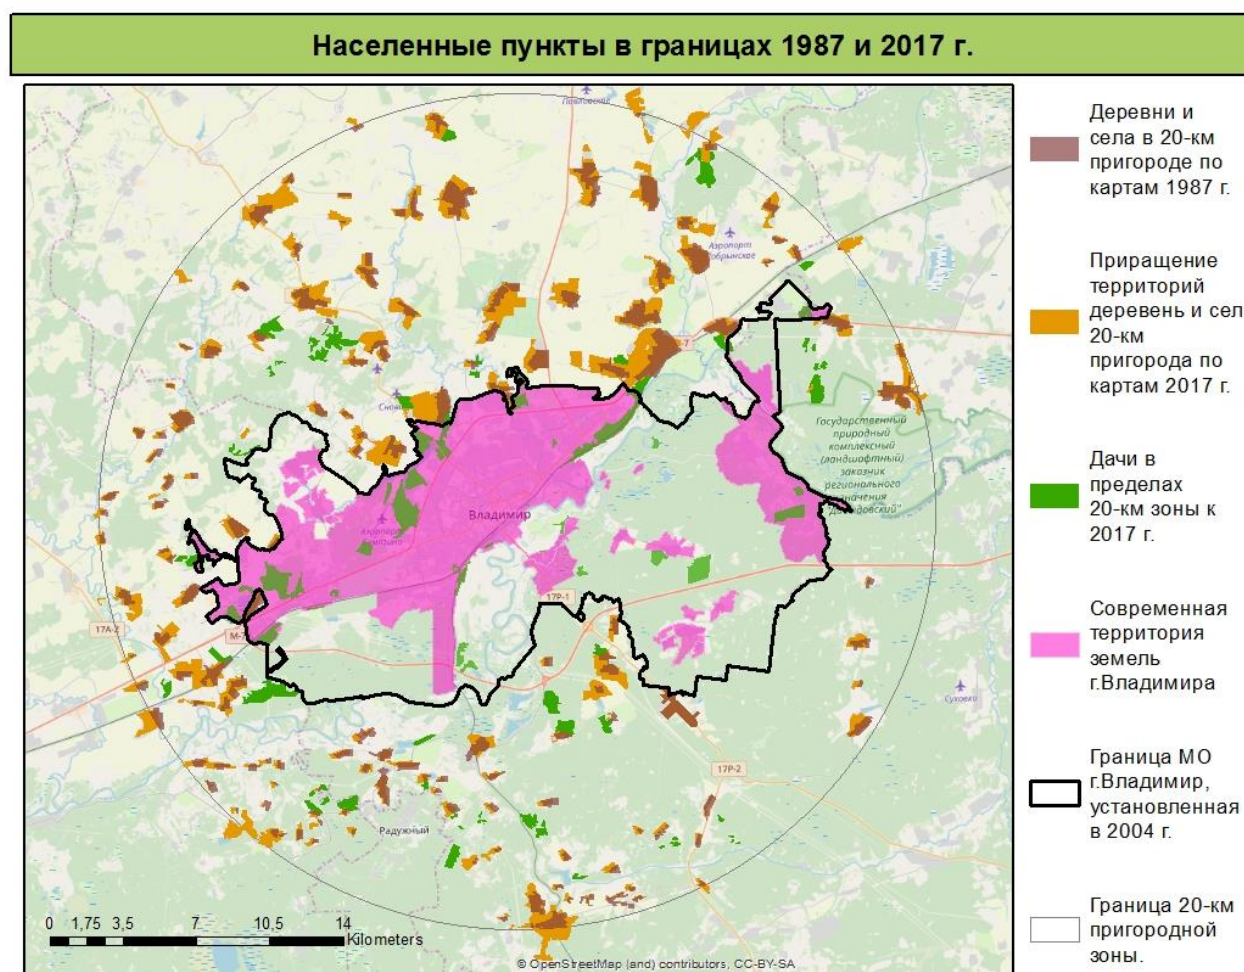 Населенные пункты в границах 1987 и 2017 г.
Павловское
Аэропорт
Добрынское
Государственный
природный
комплексный
(ландшафтный)
заказник
регионального
значения
Владимир
Аэропорт
17Р-1
17А-2
М-7
Суховка
17Р-2
Радужный
0 1,75 3,5 7 10,5 14
Kilometers
© OpenStreetMap (and) contributors, CC-BY-SA
Деревни и
села в 20-км
пригороде по
картам 1987 г.
Приращение
территорий
деревень и сел
20-км
пригорода по
картам 2017 г.
Дачи в
пределах
20-км зоны к
2017 г.
Современная
территория
земель
г.Владимира
Граница МО
г.Владимир,
установленная
в 2004 г.
Граница 20-км
пригородной
зоны.